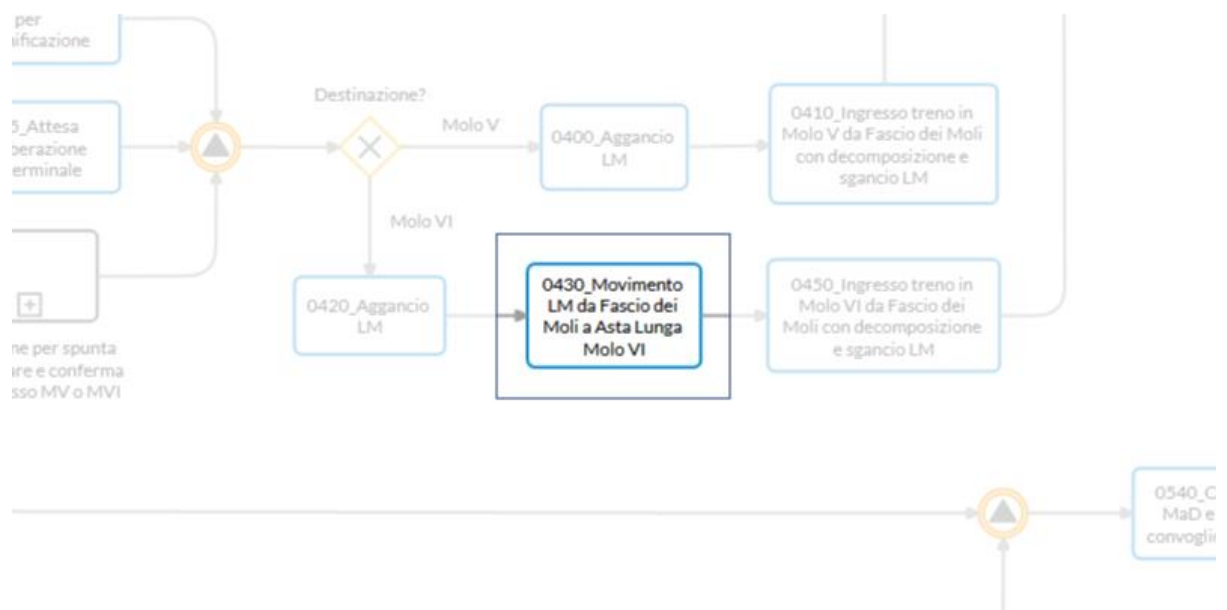 per
nificazione
5_Attesa
perazione
erminale
ne per spunta
are e conferma
sso MV o MVI
Destinazione?
Molo V
Molo VI
0400_Aggancio
LM
0410_Ingresso treno in
Molo V da Fascio dei Moli
con decomposizione e
sgancio LM
0420_Aggancio
LM
0430_Movimento
LM da Fascio dei
Moli a Asta Lunga
Molo VI
0450_Ingresso treno in
Molo VI da Fascio dei
Moli con decomposizione
e sgancio LM
0540_C
MaD e
convogli